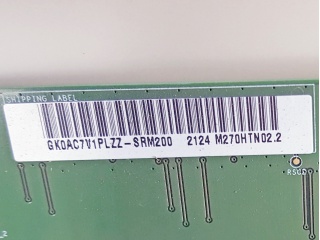 SHIPPING LABEL
GK0AC7V1PLZZ-SRM200 2124 M270HTN02.2